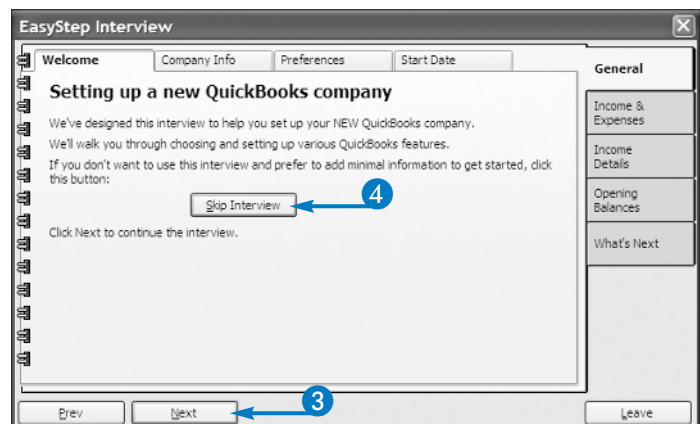 EasyStep Interview
Welcome
Company Info
Preferences
Start Date
Setting up a new QuickBooks company
We've designed this interview to help you set up your NEW QuickBooks company.
We'll walk you through choosing and setting up various QuickBooks features.
If you don't want to use this interview and prefer to add minimal information to get started, click
this button:
Skip Interview
4
Click Next to continue the interview.
General
Income &
Expenses
Income
Details
Opening
Balances
What's Next
Prev
Next
3
Leave